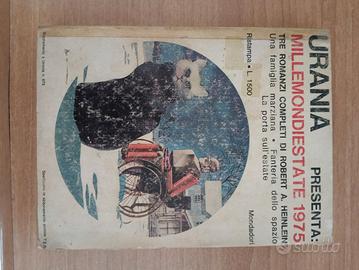 URANIA
PRESENTA:
MILLEMONDIESTATE 1975
TRE ROMANZI COMPLETI DI ROBERT A. HEINLEIN
Una famiglia marziana • Fanteria dello spazio
La porta sull'estate
Ristampa • L. 1500
Mondadori
subito